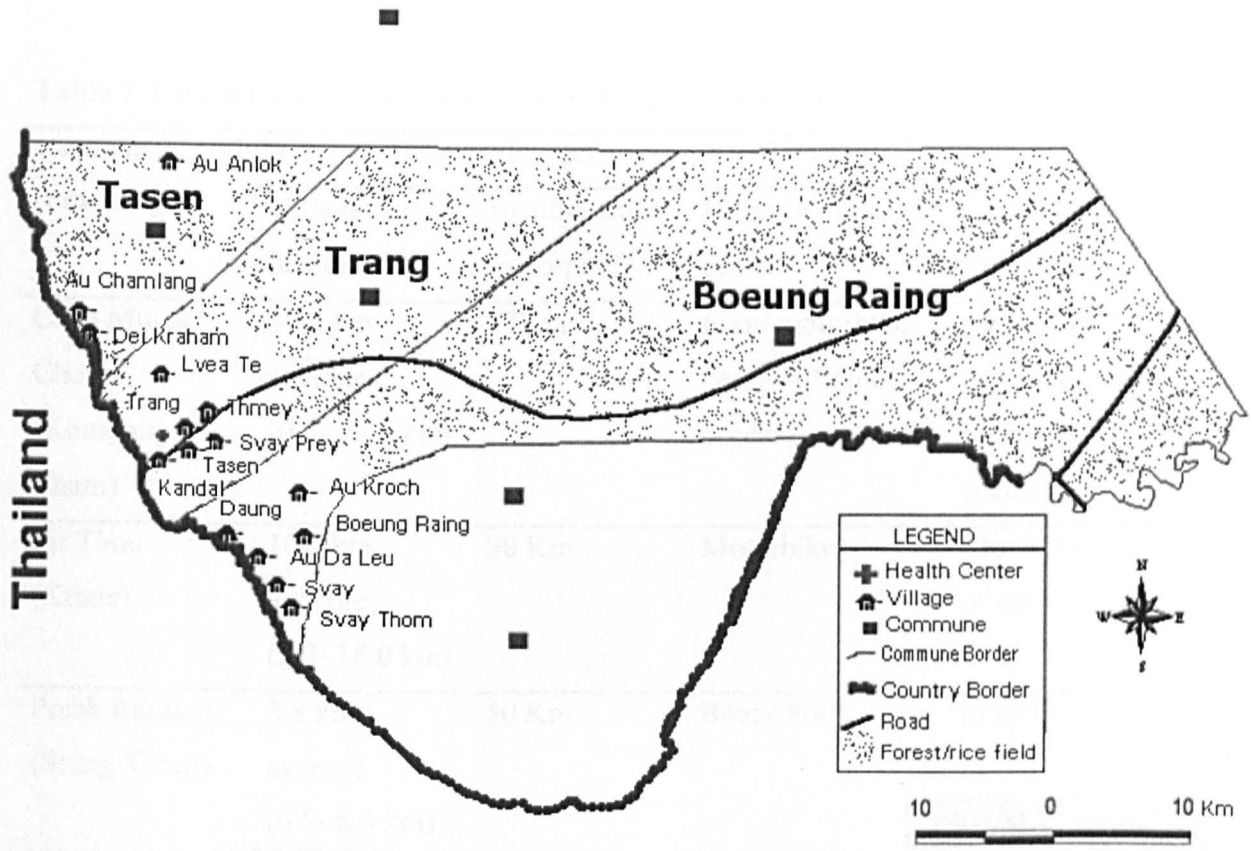 Au Anlok
Tasen
Trang
Boeung Raing
Au Chamlang
Dei Kraham
Lvea Te
Trang
Thmey
Svay Prey
Tasen
Kandal
Au Kroch
Daung
Boeung Raing
Au Da Leu
Svay
Svay Thom
Thailand
LEGEND
Health Center
Village
Commune
Commune Border
Country Border
Road
Forest/rice field
N
W E
S
10 0 10 Km